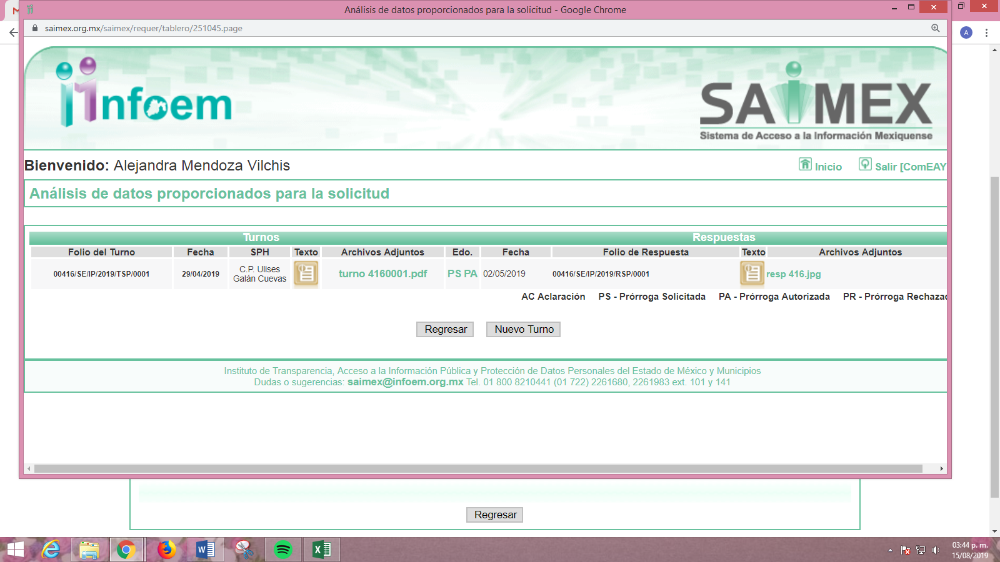 Análisis de datos proporcionados para la solicitud - Google Chrome
saimex.org.mx/saimex/requer/tablero/251045.page
A
infoem
SAIMEX
Sistema de Acceso a la Información Mexiquense
Bienvenido: Alejandra Mendoza Vilchis
Inicio Salir [ComEAY
Análisis de datos proporcionados para la solicitud
Turnos Respuestas
Folio del Turno Fecha SPH Texto Archivos Adjuntos Edo. Fecha Folio de Respuesta Texto Archivos Adjuntos
00416/SE/IP/2019/TSP/0001 29/04/2019 C.P. Ulises Galán Cuevas turno 4160001.pdf PS PA 02/05/2019 00416/SE/IP/2019/RSP/0001 resp 416.jpg
AC Aclaración PS - Prórroga Solicitada PA - Prórroga Autorizada PR - Prórroga Rechazad
Regresar Nuevo Turno
Instituto de Transparencia, Acceso a la Información Pública y Protección de Datos Personales del Estado de México y Municipios
Dudas o sugerencias: saimex@infoem.org.mx Tel. 01 800 8210441 (01 722) 2261680, 2261983 ext. 101 y 141
Regresar
03:44 p. m.
15/08/2019